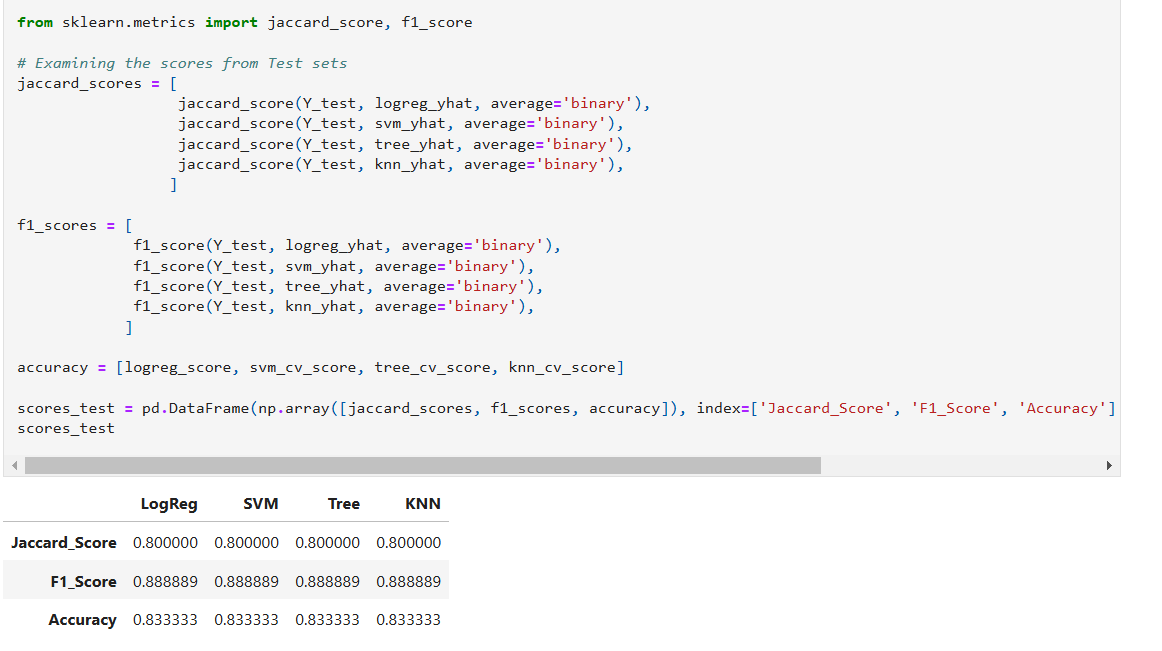 from sklearn.metrics import jaccard_score, f1_score
# Examining the scores from Test sets
jaccard_scores = [
jaccard_score(Y_test, logreg_yhat, average='binary'),
jaccard_score(Y_test, svm_yhat, average='binary'),
jaccard_score(Y_test, tree_yhat, average='binary'),
jaccard_score(Y_test, knn_yhat, average='binary'),
]
f1_scores = [
f1_score(Y_test, logreg_yhat, average='binary'),
f1_score(Y_test, svm_yhat, average='binary'),
f1_score(Y_test, tree_yhat, average='binary'),
f1_score(Y_test, knn_yhat, average='binary'),
]
accuracy = [logreg_score, svm_cv_score, tree_cv_score, knn_cv_score]
scores_test = pd.DataFrame(np.array([jaccard_scores, f1_scores, accuracy]), index=['Jaccard_Score', 'F1_Score', 'Accuracy']
scores_test
LogReg SVM Tree KNN
Jaccard_Score 0.800000 0.800000 0.800000 0.800000
F1_Score 0.888889 0.888889 0.888889 0.888889
Accuracy 0.833333 0.833333 0.833333 0.833333